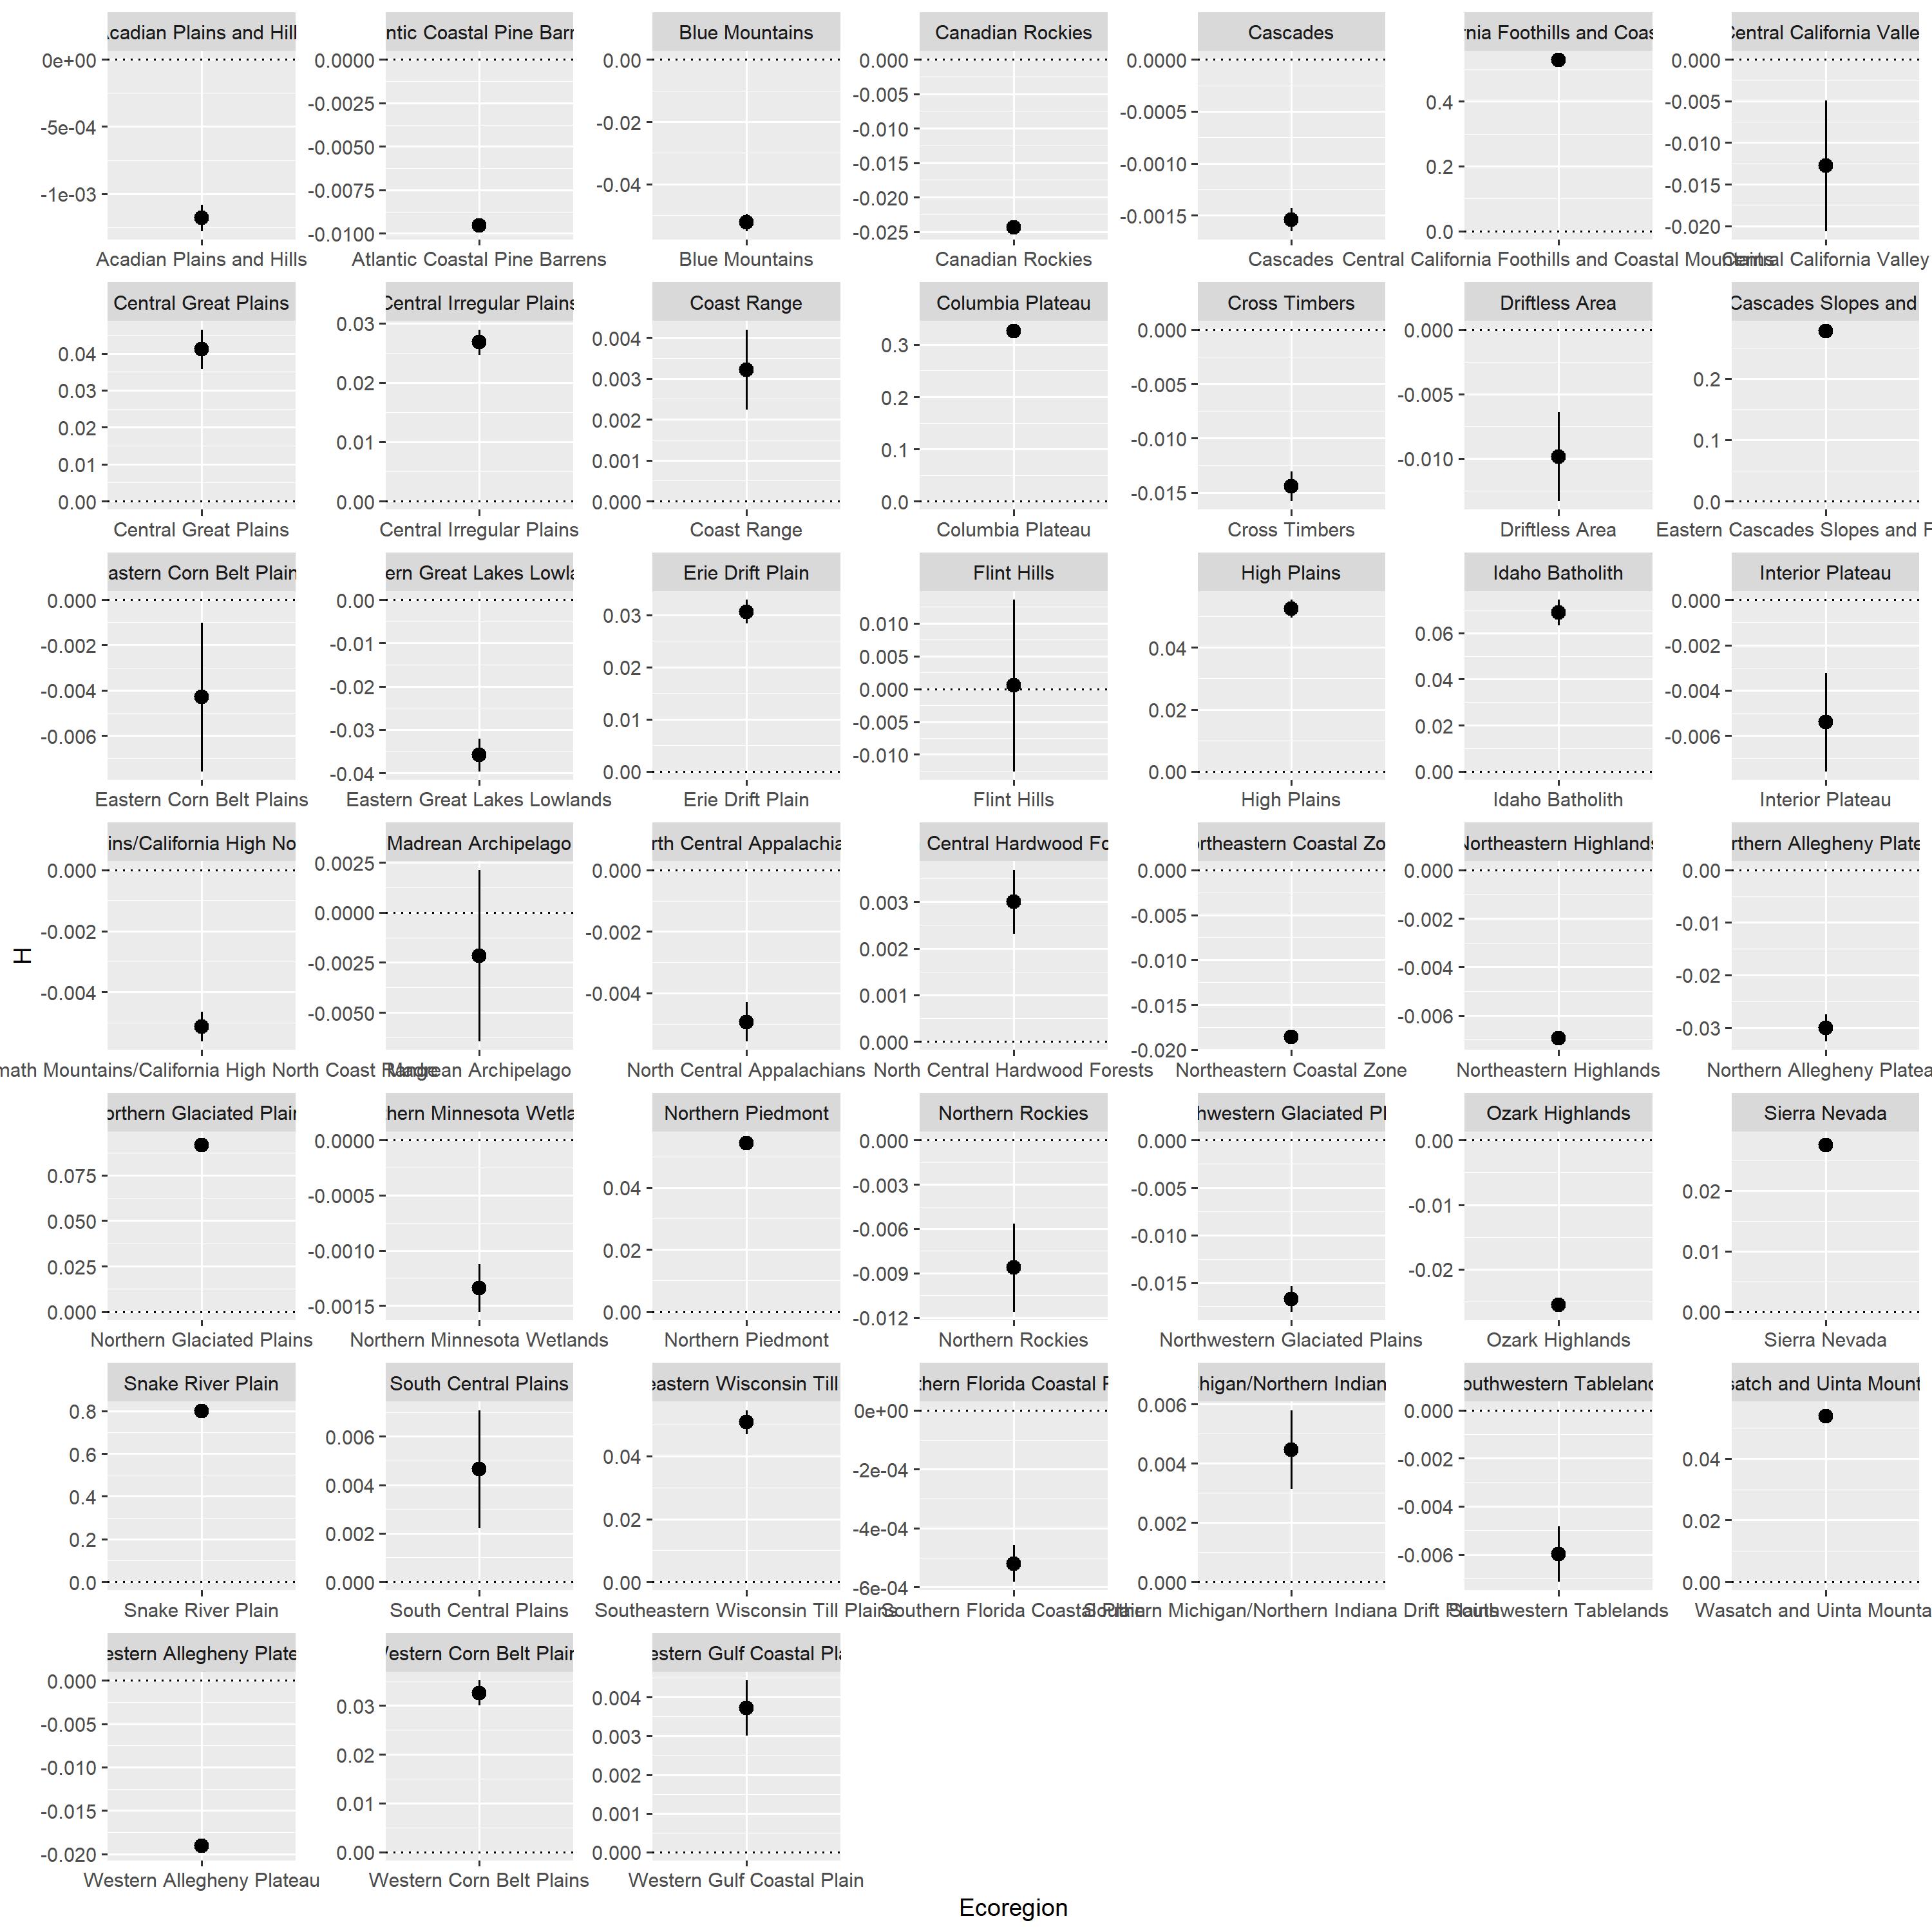 cadian Plains and Hill
ntic Coastal Pine Barr
Blue Mountains
Canadian Rockies
Cascades
rnia Foothills and Coas
Central California Valle
0e+00
-5e-04
-1e-03
0.0000
-0.0025
-0.0050
-0.0075
-0.0100
0.00
-0.02
-0.04
0.000
-0.005
-0.010
-0.015
-0.020
-0.025
0.0000
-0.0005
-0.0010
-0.0015
0.4
0.2
0.0
0.000
-0.005
-0.010
-0.015
-0.020
Acadian Plains and Hills
Atlantic Coastal Pine Barrens
Blue Mountains
Canadian Rockies
Cascades
Central California Foothills and Coastal Mountains
Central California Valley
Central Great Plains
Central Irregular Plains
Coast Range
Columbia Plateau
Cross Timbers
Driftless Area
Cascades Slopes and
0.04
0.03
0.02
0.01
0.00
0.03
0.02
0.01
0.00
0.004
0.003
0.002
0.001
0.000
0.3
0.2
0.1
0.0
0.000
-0.005
-0.010
-0.015
0.000
-0.005
-0.010
0.2
0.1
0.0
Central Great Plains
Central Irregular Plains
Coast Range
Columbia Plateau
Cross Timbers
Driftless Area
Eastern Cascades Slopes and F
astern Corn Belt Plain
ern Great Lakes Lowla
Erie Drift Plain
Flint Hills
High Plains
Idaho Batholith
Interior Plateau
0.000
-0.002
-0.004
-0.006
0.00
-0.01
-0.02
-0.03
-0.04
0.03
0.02
0.01
0.00
0.010
0.005
0.000
-0.005
-0.010
0.04
0.02
0.00
0.06
0.04
0.02
0.00
0.000
-0.002
-0.004
-0.006
Eastern Corn Belt Plains
Eastern Great Lakes Lowlands
Erie Drift Plain
Flint Hills
High Plains
Idaho Batholith
Interior Plateau
ins/California High No
Madrean Archipelago
rth Central Appalachia
Central Hardwood Fo
ortheastern Coastal Zo
Northeastern Highlands
rthern Allegheny Plate
0.000
-0.002
-0.004
0.0025
0.0000
-0.0025
-0.0050
0.000
-0.002
-0.004
0.003
0.002
0.001
0.000
0.000
-0.005
-0.010
-0.015
-0.020
0.000
-0.002
-0.004
-0.006
0.00
-0.01
-0.02
-0.03
math Mountains/California High North Coast Range
Madrean Archipelago
North Central Appalachians
North Central Hardwood Forests
Northeastern Coastal Zone
Northeastern Highlands
Northern Allegheny Platea
H
orthern Glaciated Plain
hern Minnesota Wetla
Northern Piedmont
Northern Rockies
hwestern Glaciated Pl
Ozark Highlands
Sierra Nevada
0.075
0.050
0.025
0.000
0.0000
-0.0005
-0.0010
-0.0015
0.04
0.02
0.00
0.000
-0.003
-0.006
-0.009
-0.012
0.000
-0.005
-0.010
-0.015
0.00
-0.01
-0.02
0.02
0.01
0.00
Northern Glaciated Plains
Northern Minnesota Wetlands
Northern Piedmont
Northern Rockies
Northwestern Glaciated Plains
Ozark Highlands
Sierra Nevada
Snake River Plain
South Central Plains
eastern Wisconsin Till
hern Florida Coastal P
higan/Northern Indian
outhwestern Tableland
satch and Uinta Mount
0.8
0.6
0.4
0.2
0.0
0.006
0.004
0.002
0.000
0.04
0.02
0.00
0e+00
-2e-04
-4e-04
-6e-04
0.006
0.004
0.002
0.000
0.000
-0.002
-0.004
-0.006
0.04
0.02
0.00
Snake River Plain
South Central Plains
Southeastern Wisconsin Till Plains
Southern Florida Coastal Plain
Southern Michigan/Northern Indiana Drift Plains
Southwestern Tablelands
Wasatch and Uinta Mounta
estern Allegheny Plate
Western Corn Belt Plain
estern Gulf Coastal Pla
0.000
-0.005
-0.010
-0.015
-0.020
0.03
0.02
0.01
0.00
0.004
0.003
0.002
0.001
0.000
Western Allegheny Plateau
Western Corn Belt Plains
Western Gulf Coastal Plain
Ecoregion